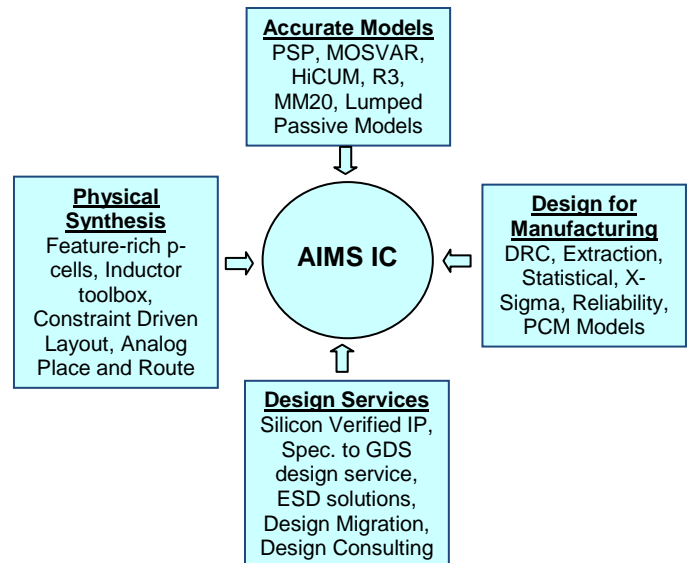 Accurate Models
PSP, MOSVAR,
HiCUM, R3,
MM20, Lumped
Passive Models
Physical
Synthesis
Feature-rich p-
cells, Inductor
toolbox,
Constraint Driven
Layout, Analog
Place and Route
AIMS IC
Design for
Manufacturing
DRC, Extraction,
Statistical, X-
Sigma, Reliability,
PCM Models
Design Services
Silicon Verified IP,
Spec. to GDS
design service,
ESD solutions,
Design Migration,
Design Consulting